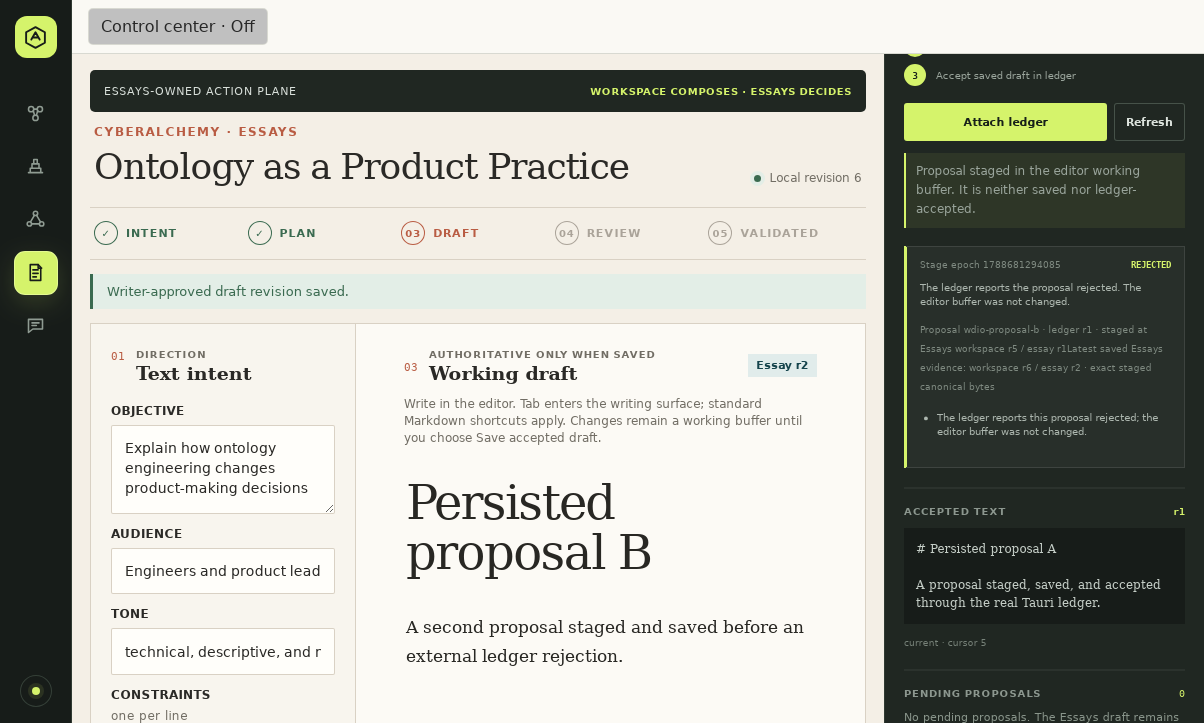 Control center · Off
ESSAYS-OWNED ACTION PLANE
WORKSPACE COMPOSES · ESSAYS DECIDES
CYBERALCHEMY · ESSAYS
Ontology as a Product Practice
Local revision 6
✓ INTENT
✓ PLAN
03 DRAFT
04 REVIEW
05 VALIDATED
Writer-approved draft revision saved.
01 DIRECTION
Text intent
OBJECTIVE
Explain how ontology
engineering changes
product-making decisions
AUDIENCE
Engineers and product lead
TONE
technical, descriptive, and r
CONSTRAINTS
one per line
03 AUTHORITATIVE ONLY WHEN SAVED
Working draft
Essay r2
Write in the editor. Tab enters the writing surface; standard
Markdown shortcuts apply. Changes remain a working buffer until
you choose Save accepted draft.
Persisted
proposal B
A second proposal staged and saved before an
external ledger rejection.
3 Accept saved draft in ledger
Attach ledger
Refresh
Proposal staged in the editor working
buffer. It is neither saved nor ledger-
accepted.
Stage epoch 1788681294085
REJECTED
The ledger reports the proposal rejected. The
editor buffer was not changed.
Proposal wdio-proposal-b · ledger r1 · staged at
Essays workspace r5 / essay r1Latest saved Essays
evidence: workspace r6 / essay r2 · exact staged
canonical bytes
• The ledger reports this proposal rejected; the
editor buffer was not changed.
ACCEPTED TEXT
r1
# Persisted proposal A
A proposal staged, saved, and accepted
through the real Tauri ledger.
current · cursor 5
PENDING PROPOSALS
0
No pending proposals. The Essays draft remains